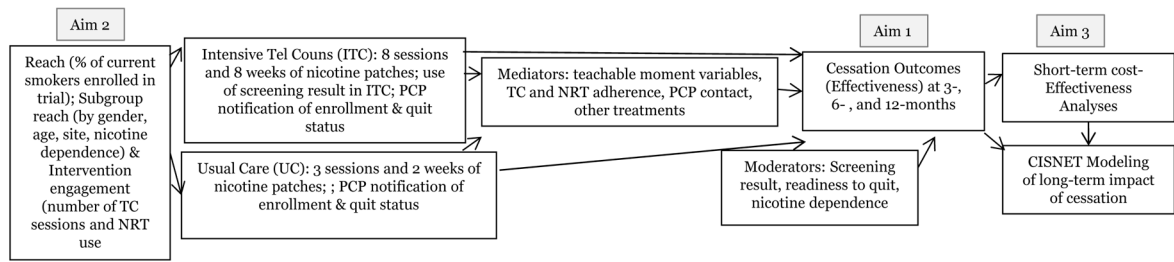 Aim 2
Reach (% of current
smokers enrolled in
trial); Subgroup
reach (by gender,
age, site, nicotine
dependence) &
Intervention
engagement
(number of TC
sessions and NRT
use
Intensive Tel Couns (ITC): 8 sessions
and 8 weeks of nicotine patches; use
of screening result in ITC; PCP
notification of enrollment & quit
status
Usual Care (UC): 3 sessions and 2 weeks of
nicotine patches; ; PCP notification of
enrollment & quit status
Mediators: teachable moment variables,
TC and NRT adherence, PCP contact,
other treatments
Aim 1
Cessation Outcomes
(Effectiveness) at 3-,
6- , and 12-months
Moderators: Screening
result, readiness to quit,
nicotine dependence
Aim 3
Short-term cost-
Effectiveness
Analyses
CISNET Modeling
of long-term impact
of cessation